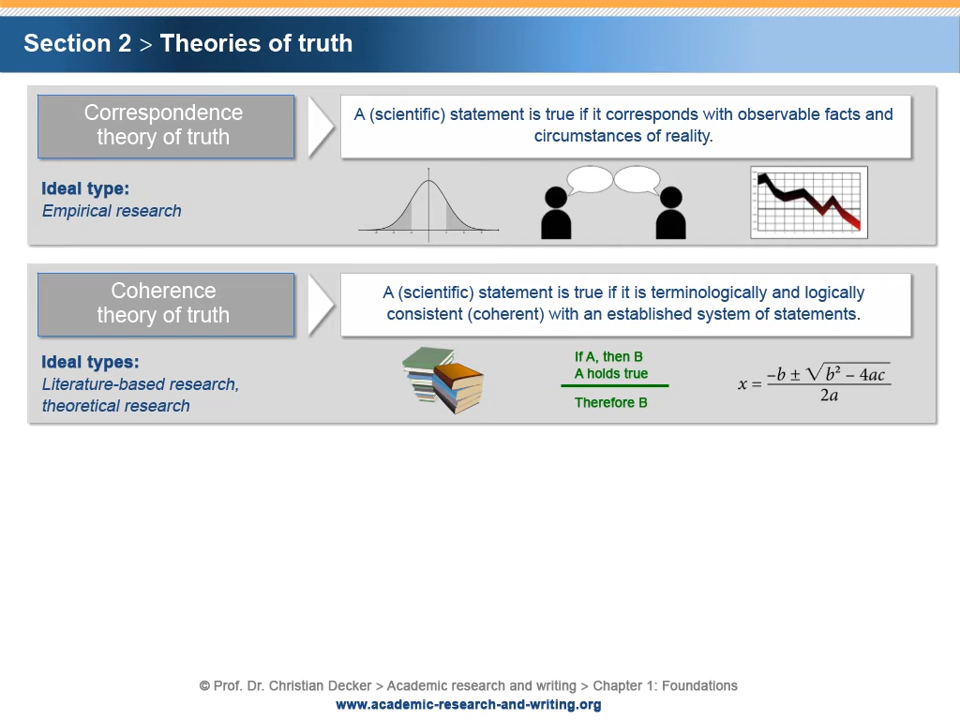 Section 2 > Theories of truth
Correspondence
theory of truth
A (scientific) statement is true if it corresponds with observable facts and
circumstances of reality.
Ideal type:
Empirical research
Coherence
theory of truth
A (scientific) statement is true if it is terminologically and logically
consistent (coherent) with an established system of statements.
Ideal types:
Literature-based research,
theoretical research
If A, then B
A holds true
Therefore B
x = (−b ± √(b² − 4ac)) / 2a
© Prof. Dr. Christian Decker > Academic research and writing > Chapter 1: Foundations
www.academic-research-and-writing.org